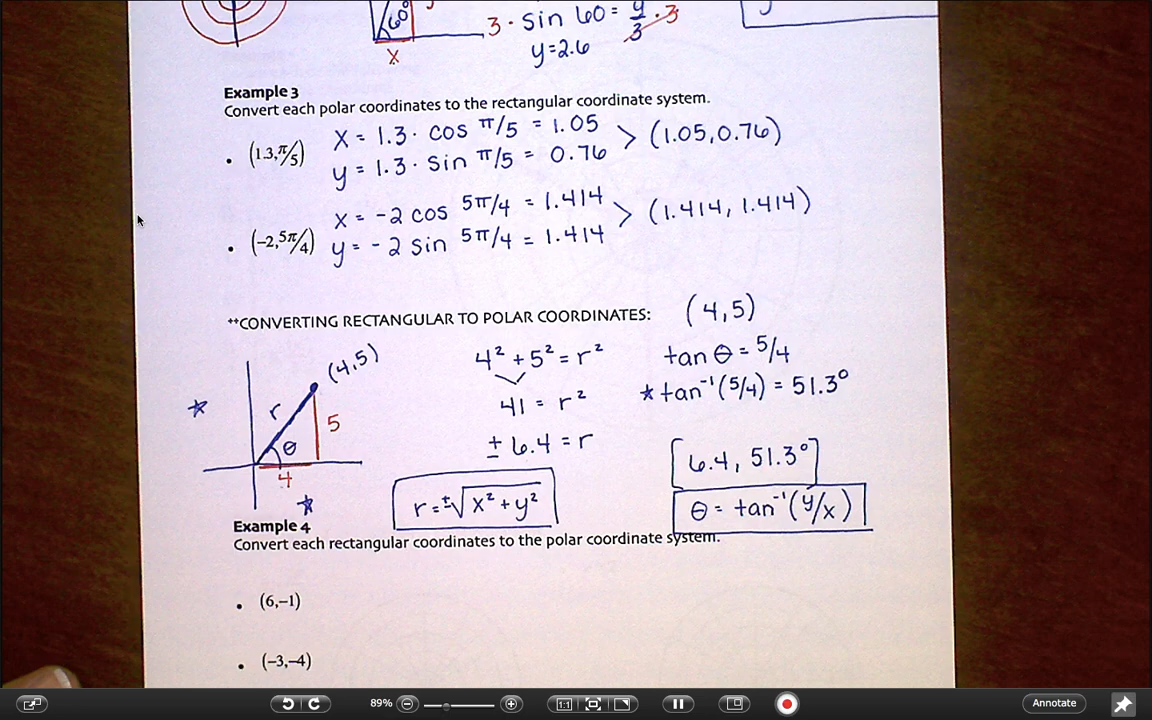 60°
x
3 · sin 60 = y/3 · 3
y=2.6
Example 3
Convert each polar coordinates to the rectangular coordinate system.
• (1.3,π/5)
x = 1.3 · cos π/5 = 1.05
y = 1.3 · sin π/5 = 0.76
> (1.05,0.76)
• (−2,5π/4)
x = -2 cos 5π/4 = 1.414
y = -2 sin 5π/4 = 1.414
> (1.414, 1.414)
**CONVERTING RECTANGULAR TO POLAR COORDINATES:
(4,5)
(4,5)
r
θ
5
4
4² + 5² = r²
41 = r²
± 6.4 = r
r = ±√x² + y²
tan θ = 5/4
* tan⁻¹(5/4) = 51.3°
[6.4, 51.3°]
θ = tan⁻¹(y/x)
Example 4
Convert each rectangular coordinates to the polar coordinate system.
• (6,−1)
• (−3,−4)
89%
1:1
Annotate